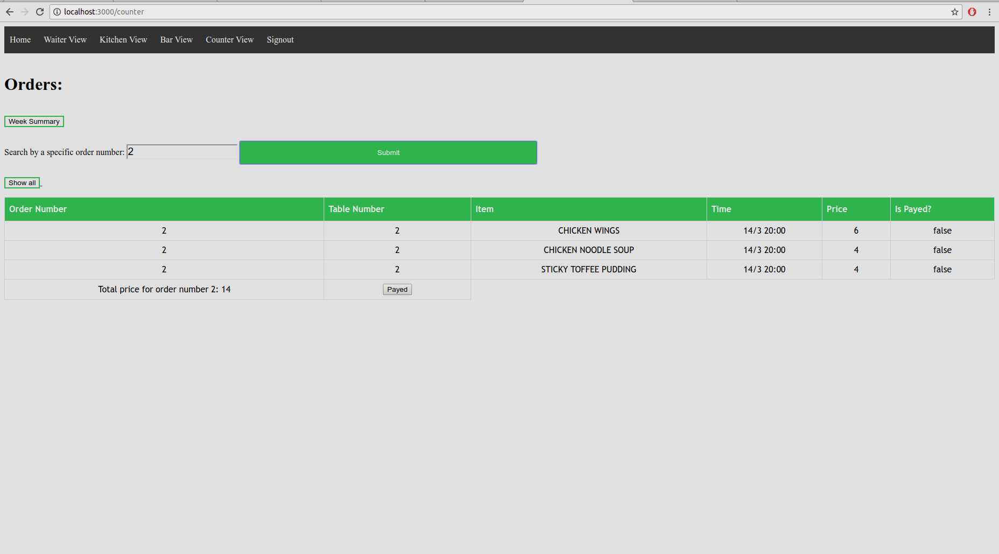 localhost:3000/counter
Home Waiter View Kitchen View Bar View Counter View Signout
Orders:
Week Summary
Search by a specific order number: 2 Submit
Show all
Order Number Table Number Item Time Price Is Payed?
2 2 CHICKEN WINGS 14/3 20:00 6 false
2 2 CHICKEN NOODLE SOUP 14/3 20:00 4 false
2 2 STICKY TOFFEE PUDDING 14/3 20:00 4 false
Total price for order number 2: 14 Payed